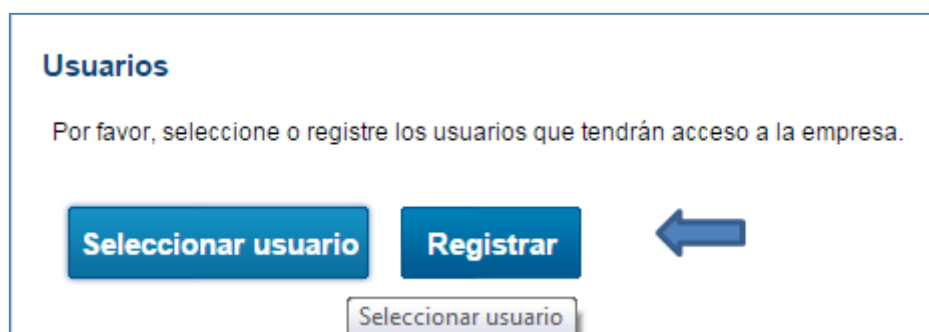 Usuarios
Por favor, seleccione o registre los usuarios que tendrán acceso a la empresa.
Seleccionar usuario Registrar
Seleccionar usuario